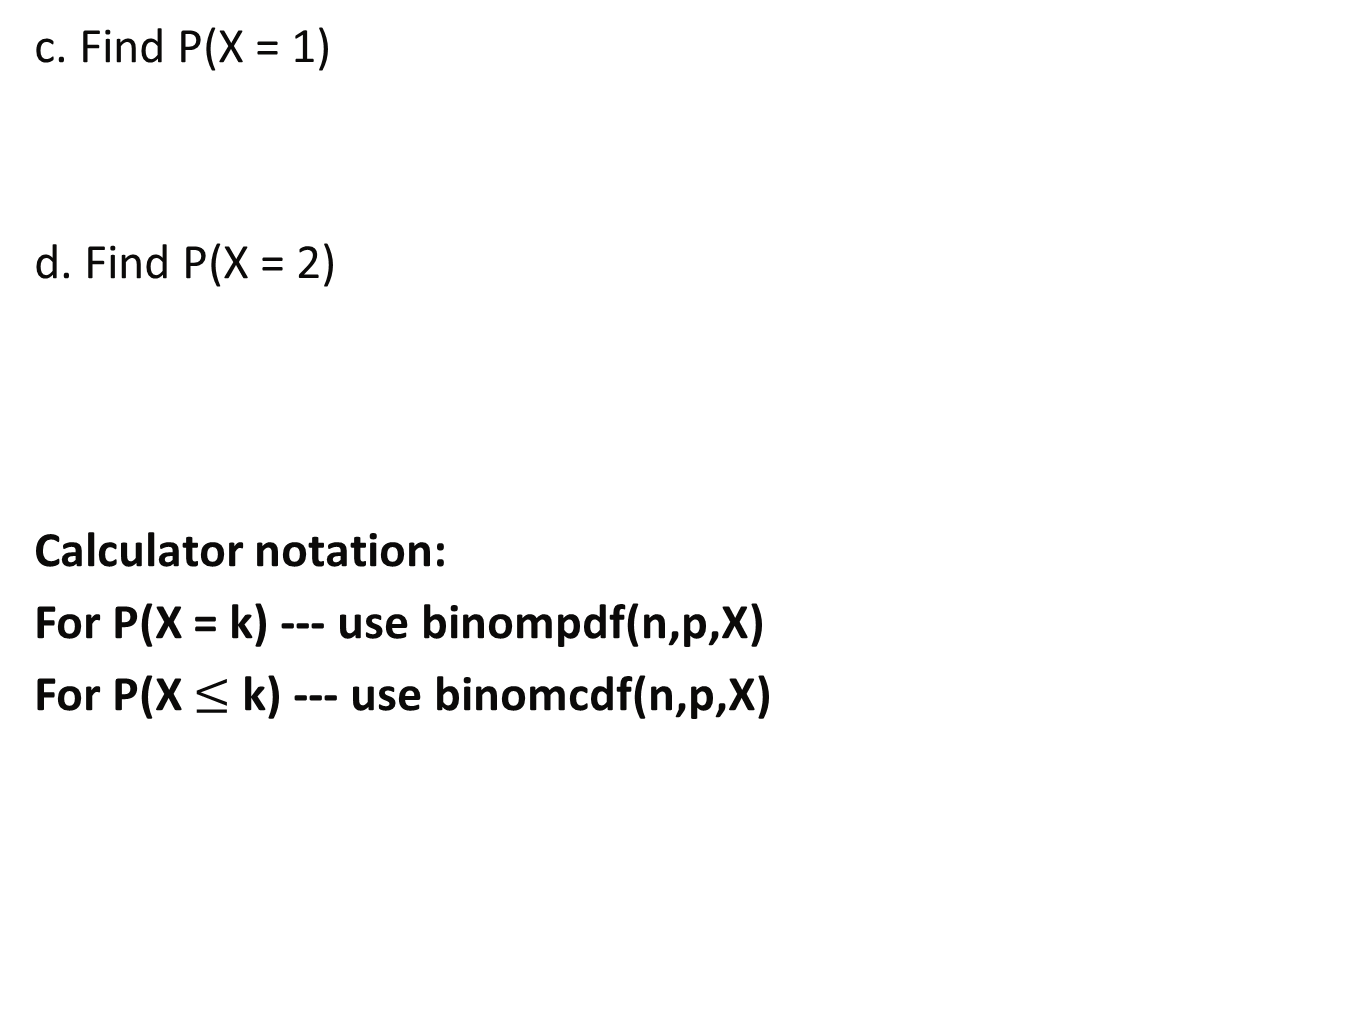 c. Find P(X = 1)
d. Find P(X = 2)
Calculator notation:
For P(X = k) --- use binompdf(n,p,X)
For P(X ≤ k) --- use binomcdf(n,p,X)